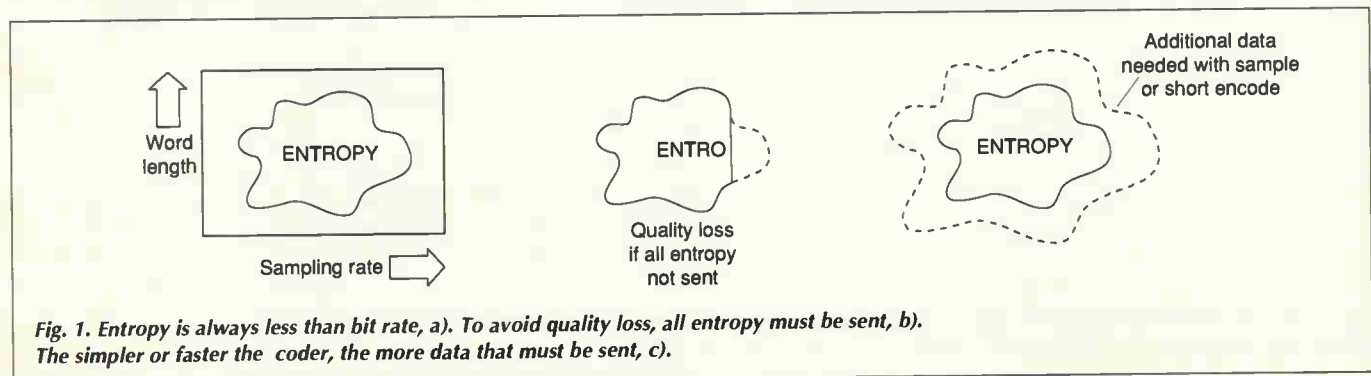 Word
length
ENTROPY
Sampling rate
ENTRO
Quality loss
if all entropy
not sent
Additional data
needed with sample
or short encode
ENTROPY
Fig. 1. Entropy is always less than bit rate, a). To avoid quality loss, all entropy must be sent, b).
The simpler or faster the coder, the more data that must be sent, c).